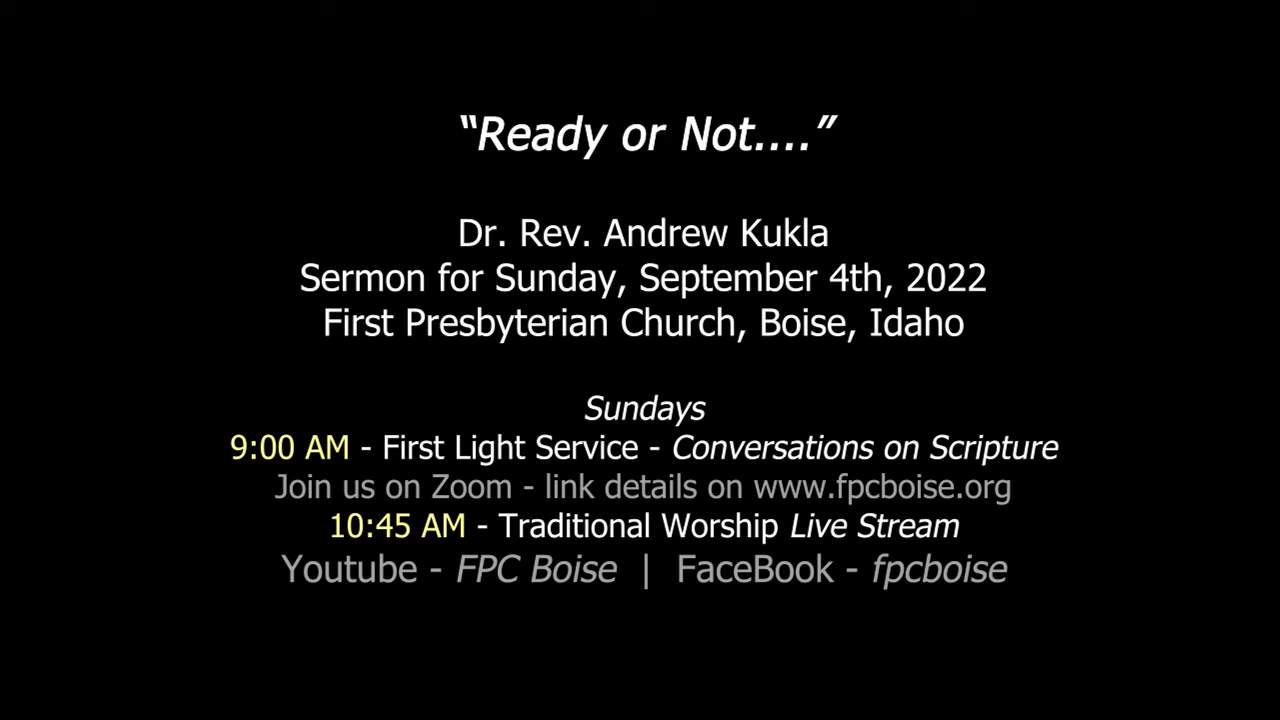 “Ready or Not....”
Dr. Rev. Andrew Kukla
Sermon for Sunday, September 4th, 2022
First Presbyterian Church, Boise, Idaho
Sundays
9:00 AM - First Light Service - Conversations on Scripture
Join us on Zoom - link details on www.fpcboise.org
10:45 AM - Traditional Worship Live Stream
Youtube - FPC Boise | FaceBook - fpcboise